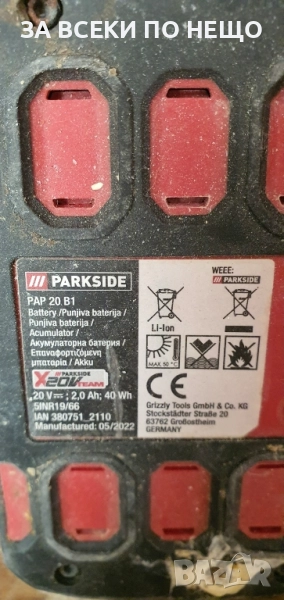 ЗА ВСЕКИ ПО НЕЩО
/// PARKSIDE
PAP 20 B1
Battery /Punjiva baterija /
Punjiva baterija /
Acumulator /
Акумулаторна батерия /
Επαναφορτιζόμενη
μπαταρία / Akku
/// PARKSIDE
X20V TEAM
20 V ⎓; 2,0 Ah; 40 Wh
5INR19/66
IAN 380751_2110
Manufactured: 05/2022
WEEE:
/// PARKSIDE
Li-Ion
MAX. 50 °C
CE
Grizzly Tools GmbH & Co. KG
Stockstädter Straße 20
63762 Großostheim
GERMANY
BAZAR